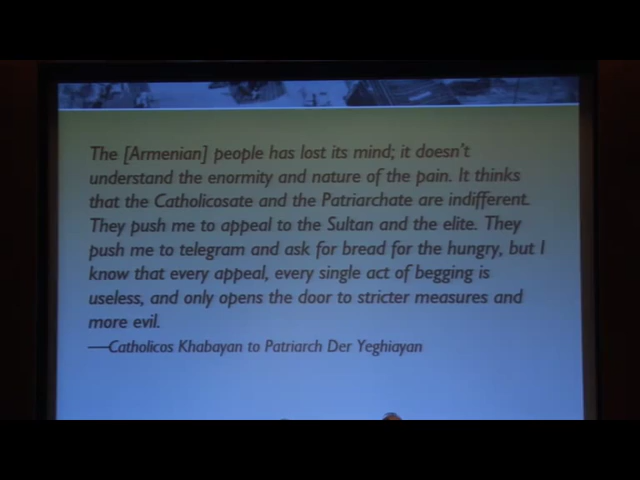 The [Armenian] people has lost its mind; it doesn't
understand the enormity and nature of the pain. It thinks
that the Catholicosate and the Patriarchate are indifferent.
They push me to appeal to the Sultan and the elite. They
push me to telegram and ask for bread for the hungry, but I
know that every appeal, every single act of begging is
useless, and only opens the door to stricter measures and
more evil.
—Catholicos Khabayan to Patriarch Der Yeghiayan